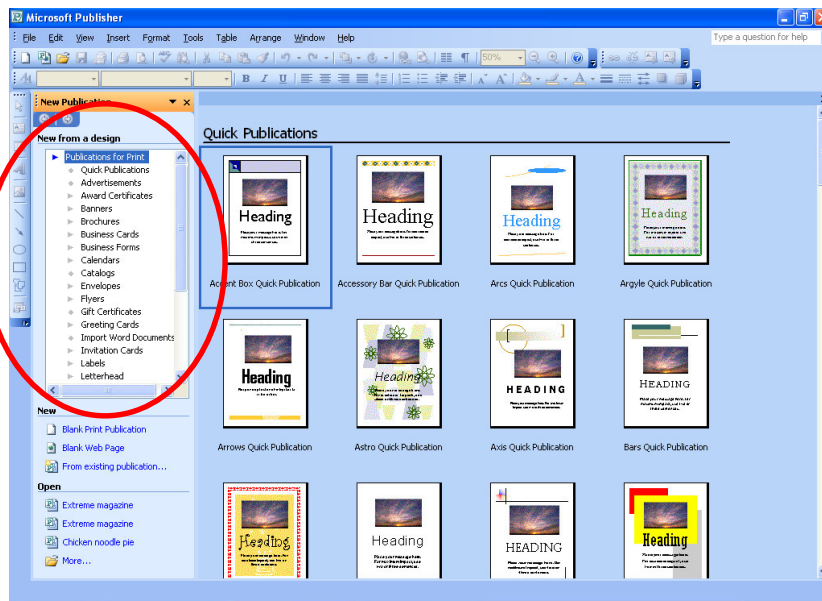 Microsoft Publisher
File Edit View Insert Format Tools Table Arrange Window Help
Type a question for help
50%
B I U
New Publication
New from a design
Publications for Print
Quick Publications
Advertisements
Award Certificates
Banners
Brochures
Business Cards
Business Forms
Calendars
Catalogs
Envelopes
Flyers
Gift Certificates
Greeting Cards
Import Word Documents
Invitation Cards
Labels
Letterhead
New
Blank Print Publication
Blank Web Page
From existing publication...
Open
Extreme magazine
Extreme magazine
Chicken noodle pie
More...
Quick Publications
Heading
Heading
Heading
Heading
Accent Box Quick Publication
Accessory Bar Quick Publication
Arcs Quick Publication
Argyle Quick Publication
Heading
Heading
HEADING
HEADING
Arrows Quick Publication
Astro Quick Publication
Axis Quick Publication
Bars Quick Publication
Heading
Heading
HEADING
Heading